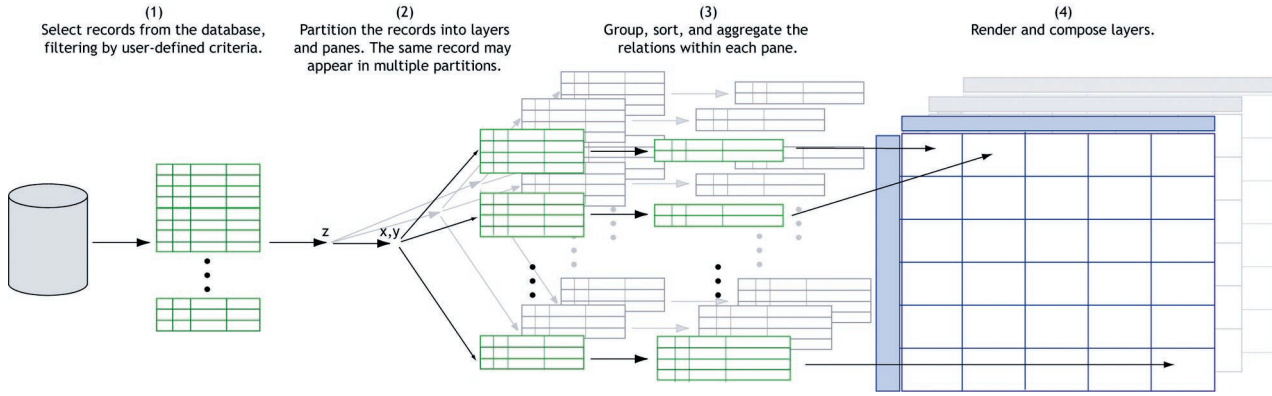 (1)
Select records from the database,
filtering by user-defined criteria.
(2)
Partition the records into layers
and panes. The same record may
appear in multiple partitions.
(3)
Group, sort, and aggregate the
relations within each pane.
(4)
Render and compose layers.
z
x,y